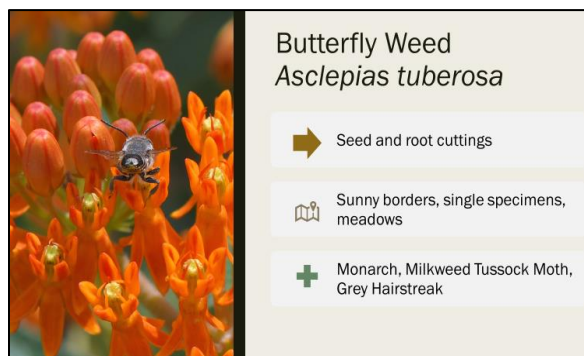 Butterfly Weed
Asclepias tuberosa
Seed and root cuttings
Sunny borders, single specimens,
meadows
Monarch, Milkweed Tussock Moth,
Grey Hairstreak